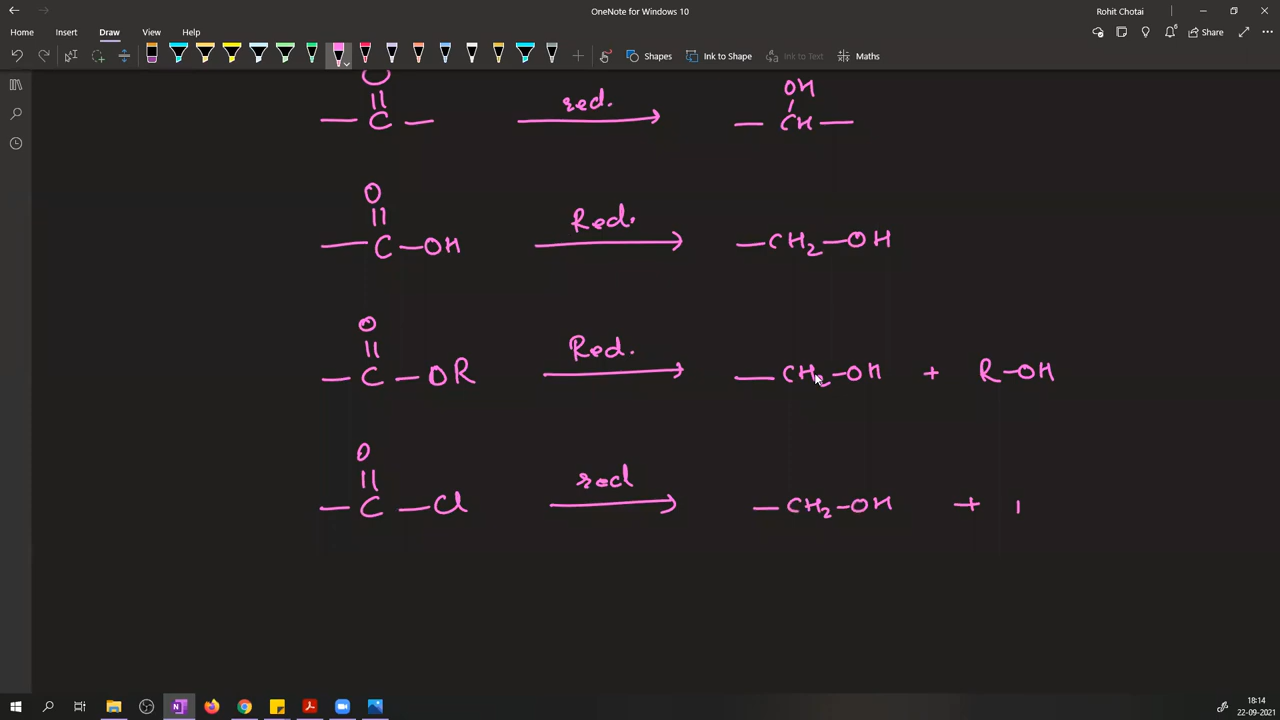 OneNote for Windows 10
Rohit Chotai
Home Insert Draw View Help
Share
Shapes Ink to Shape Ink to Text Maths
O OH
|| red. /
— C — — CH —
O
|| Red.
— C — OH — CH2 — OH
O
|| Red.
— C — OR — CH2 — OH + R — OH
O
|| red
— C — Cl — CH2 — OH +
18:14
22-09-2021